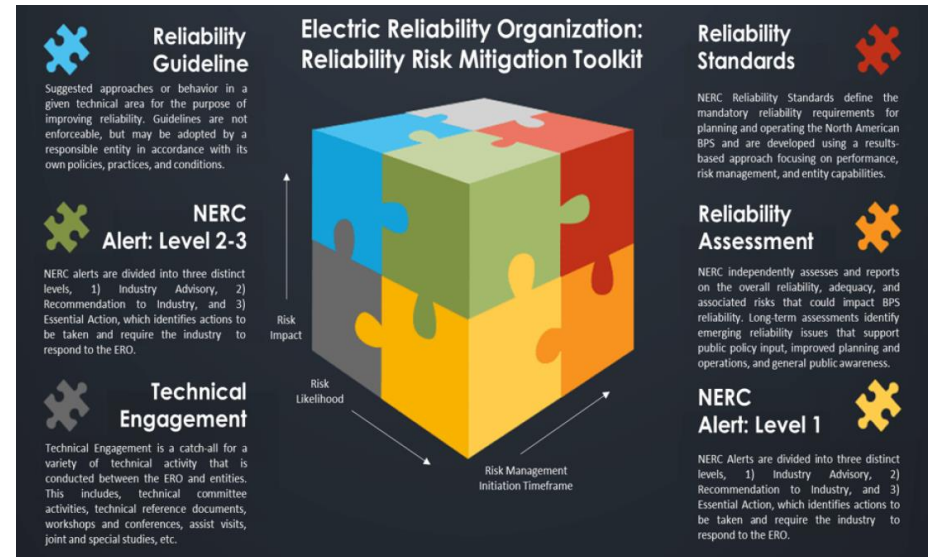 Electric Reliability Organization:
Reliability Risk Mitigation Toolkit
Reliability
Guideline
Suggested approaches or behavior in a
given technical area for the purpose of
improving reliability. Guidelines are not
enforceable, but may be adopted by a
responsible entity in accordance with its
own policies, practices, and conditions.
NERC
Alert: Level 2-3
NERC alerts are divided into three distinct
levels, 1) Industry Advisory, 2)
Recommendation to Industry, and 3)
Essential Action, which identifies actions to
be taken and require the industry to
respond to the ERO.
Technical
Engagement
Technical Engagement is a catch-all for a
variety of technical activity that is
conducted between the ERO and entities.
This includes, technical committee
activities, technical reference documents,
workshops and conferences, assist visits,
joint and special studies, etc.
Risk
Impact
Risk
Likelihood
Risk Management
Initiation Timeframe
Reliability
Standards
NERC Reliability Standards define the
mandatory reliability requirements for
planning and operating the North American
BPS and are developed using a results-
based approach focusing on performance,
risk management, and entity capabilities.
Reliability
Assessment
NERC independently assesses and reports
on the overall reliability, adequacy, and
associated risks that could impact BPS
reliability. Long-term assessments identify
emerging reliability issues that support
public policy input, improved planning and
operations, and general public awareness.
NERC
Alert: Level 1
NERC Alerts are divided into three distinct
levels, 1) Industry Advisory, 2)
Recommendation to Industry, and 3)
Essential Action, which identifies actions to
be taken and require the industry to
respond to the ERO.